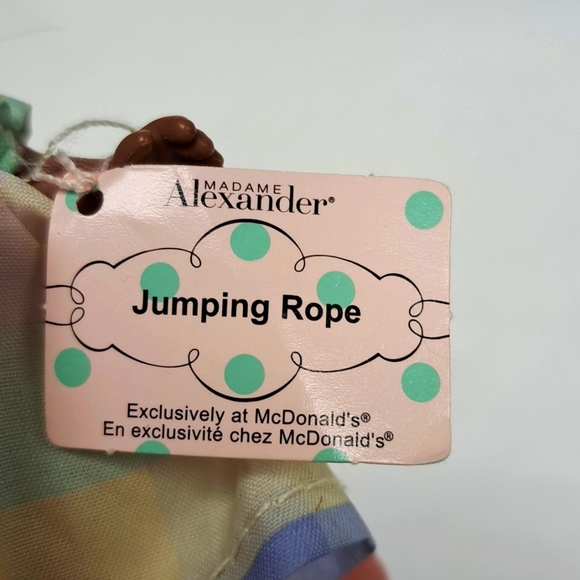 MADAME
Alexander®
Jumping Rope
Exclusively at McDonald's®
En exclusivité chez McDonald's®